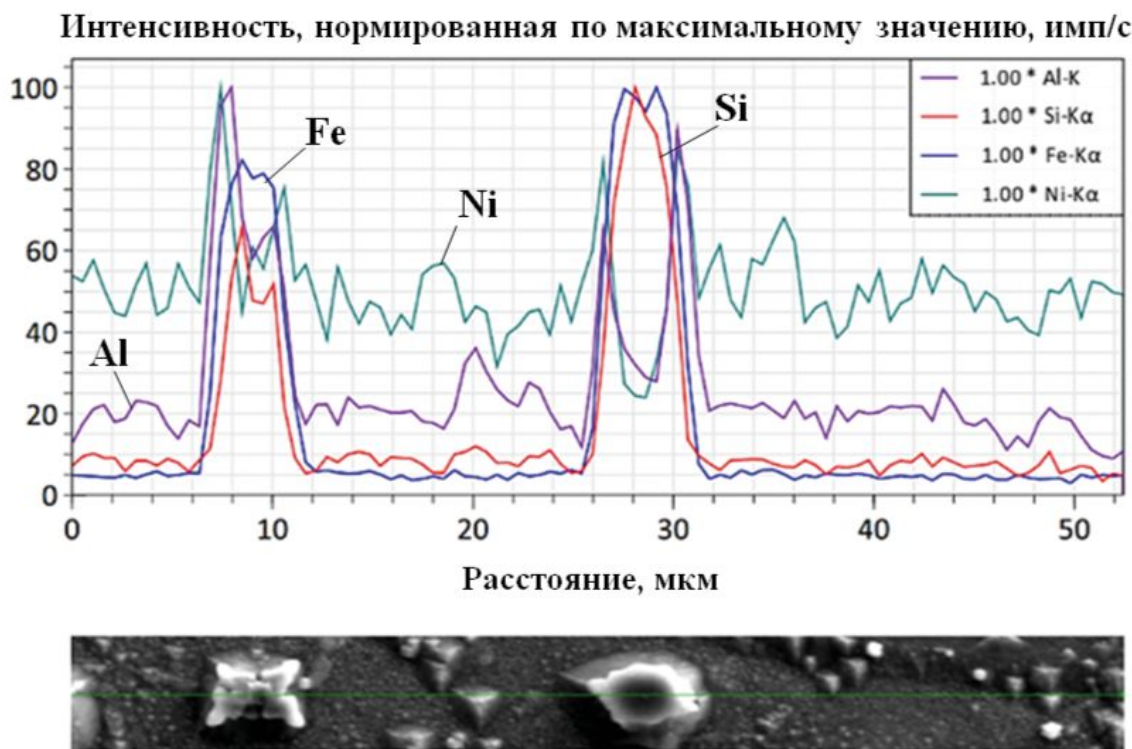 Интенсивность, нормированная по максимальному значению, имп/с
100
80
60
40
20
0
Fe
Ni
Si
Al
1.00 * Al-K
1.00 * Si-Kα
1.00 * Fe-Kα
1.00 * Ni-Kα
0 10 20 30 40 50
Расстояние, мкм